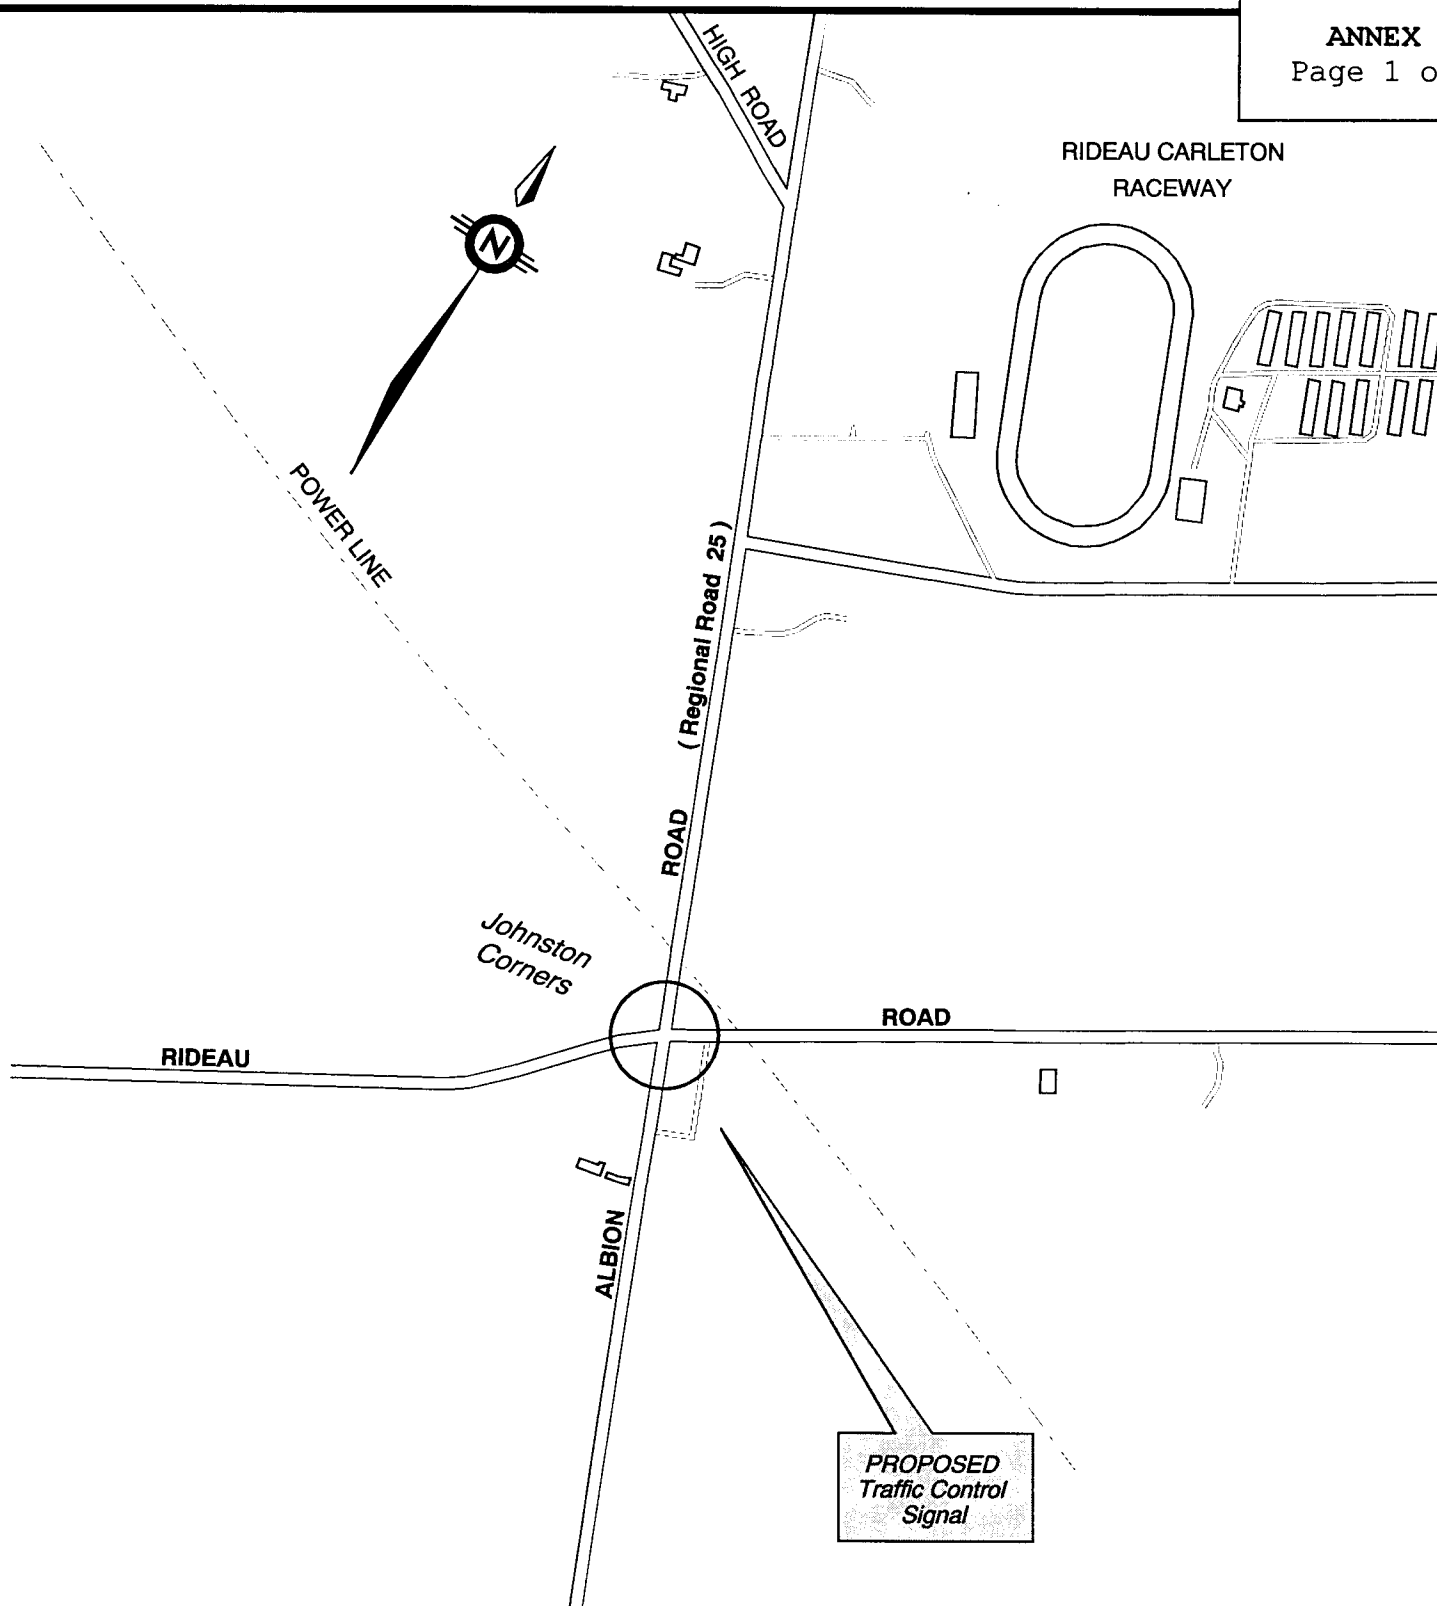 ANNEX
Page 1 o
HIGH ROAD
RIDEAU CARLETON
RACEWAY
N
POWER LINE
( Regional Road 25 )
ROAD
Johnston
Corners
ROAD
RIDEAU
ALBION
PROPOSED
Traffic Control
Signal